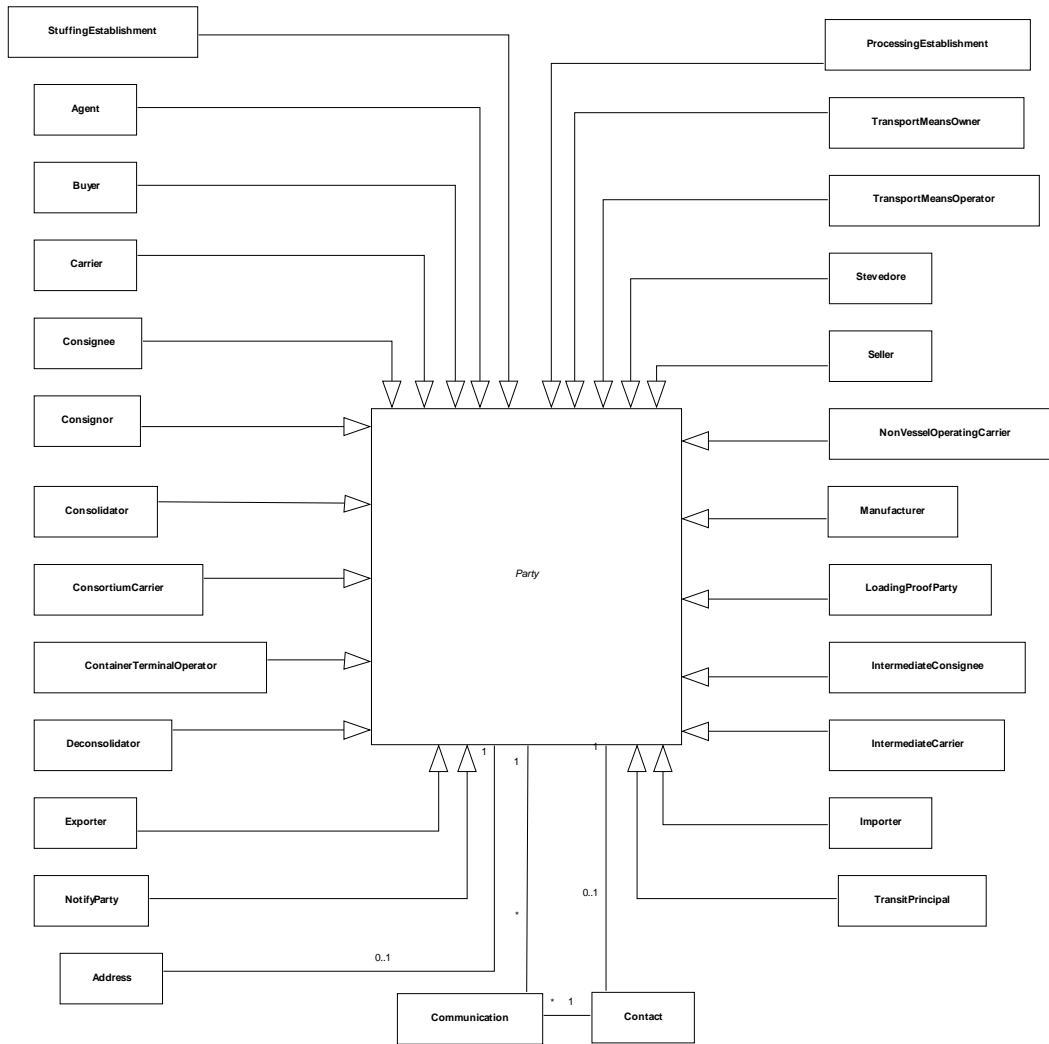 StuffingEstablishment
ProcessingEstablishment
Agent
TransportMeansOwner
Buyer
TransportMeansOperator
Carrier
Stevedore
Consignee
Seller
Consignor
NonVesselOperatingCarrier
Consolidator
Manufacturer
Party
ConsortiumCarrier
LoadingProofParty
ContainerTerminalOperator
IntermediateConsignee
Deconsolidator
IntermediateCarrier
1
1
1
Exporter
Importer
NotifyParty
0..1
TransitPrincipal
*
0..1
Address
* 1
Communication
Contact